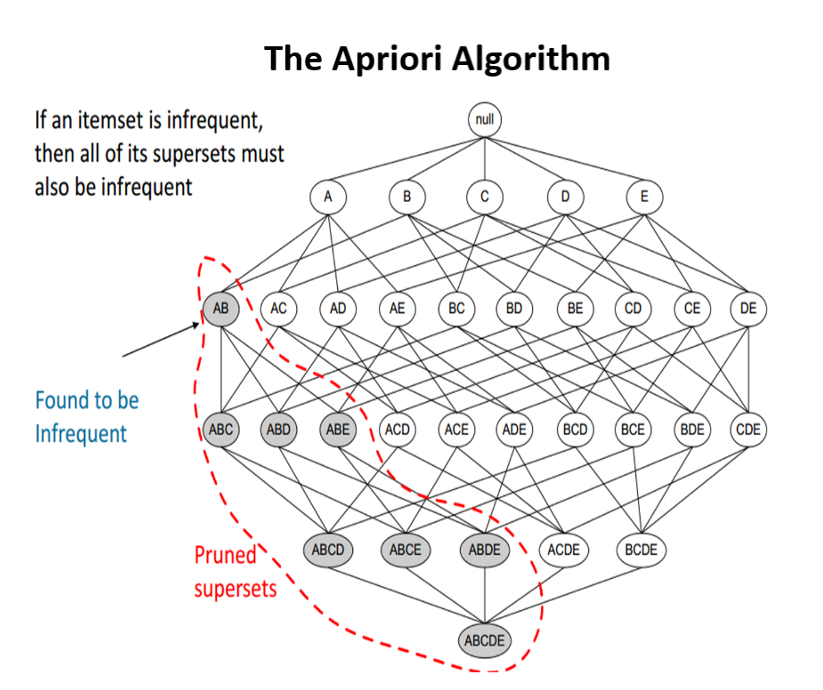 The Apriori Algorithm
If an itemset is infrequent,
then all of its supersets must
also be infrequent
null
A B C D E
AB AC AD AE BC BD BE CD CE DE
Found to be
Infrequent
ABC ABD ABE ACD ACE ADE BCD BCE BDE CDE
Pruned
supersets
ABCD ABCE ABDE ACDE BCDE
ABCDE